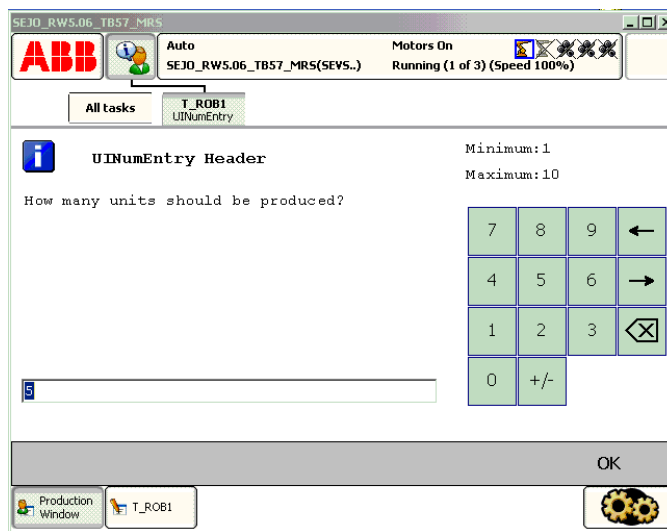 SEJO_RW5.06_TB57_MRS
ABB
Auto
SEJO_RW5.06_TB57_MRS(SEVS..)
Motors On
Running (1 of 3) (Speed 100%)
All tasks
T_ROB1
UINumEntry
UINumEntry Header
Minimum:1
Maximum:10
How many units should be produced?
7 8 9
4 5 6
1 2 3
0 +/-
5
OK
Production
Window
T_ROB1